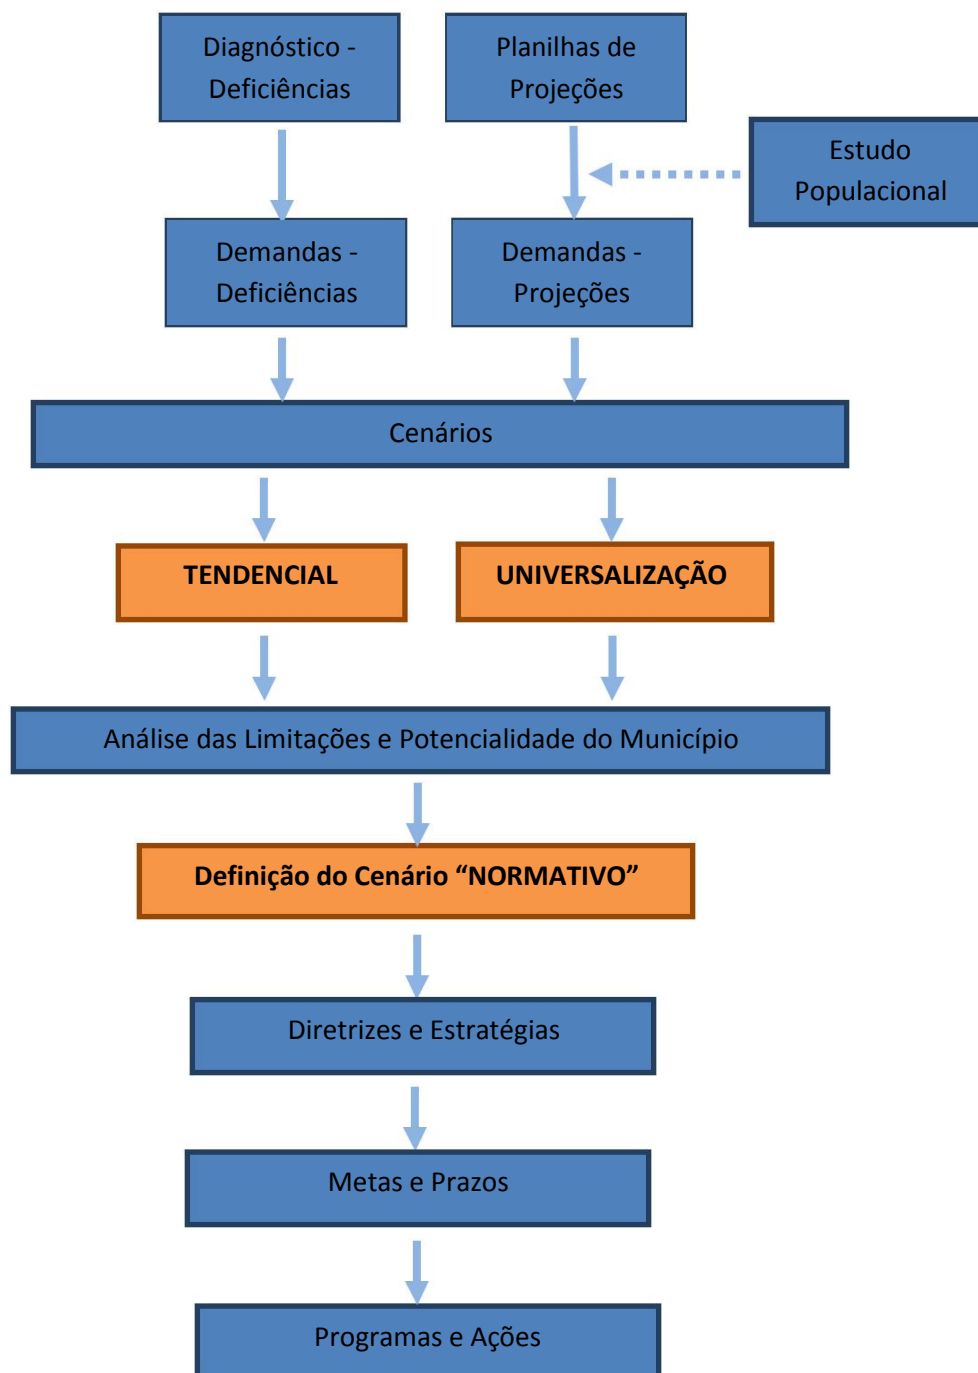 Diagnóstico -
Deficiências
Planilhas de
Projeções
Estudo
Populacional
Demandas -
Deficiências
Demandas -
Projeções
Cenários
TENDENCIAL
UNIVERSALIZAÇÃO
Análise das Limitações e Potencialidade do Município
Definição do Cenário “NORMATIVO”
Diretrizes e Estratégias
Metas e Prazos
Programas e Ações